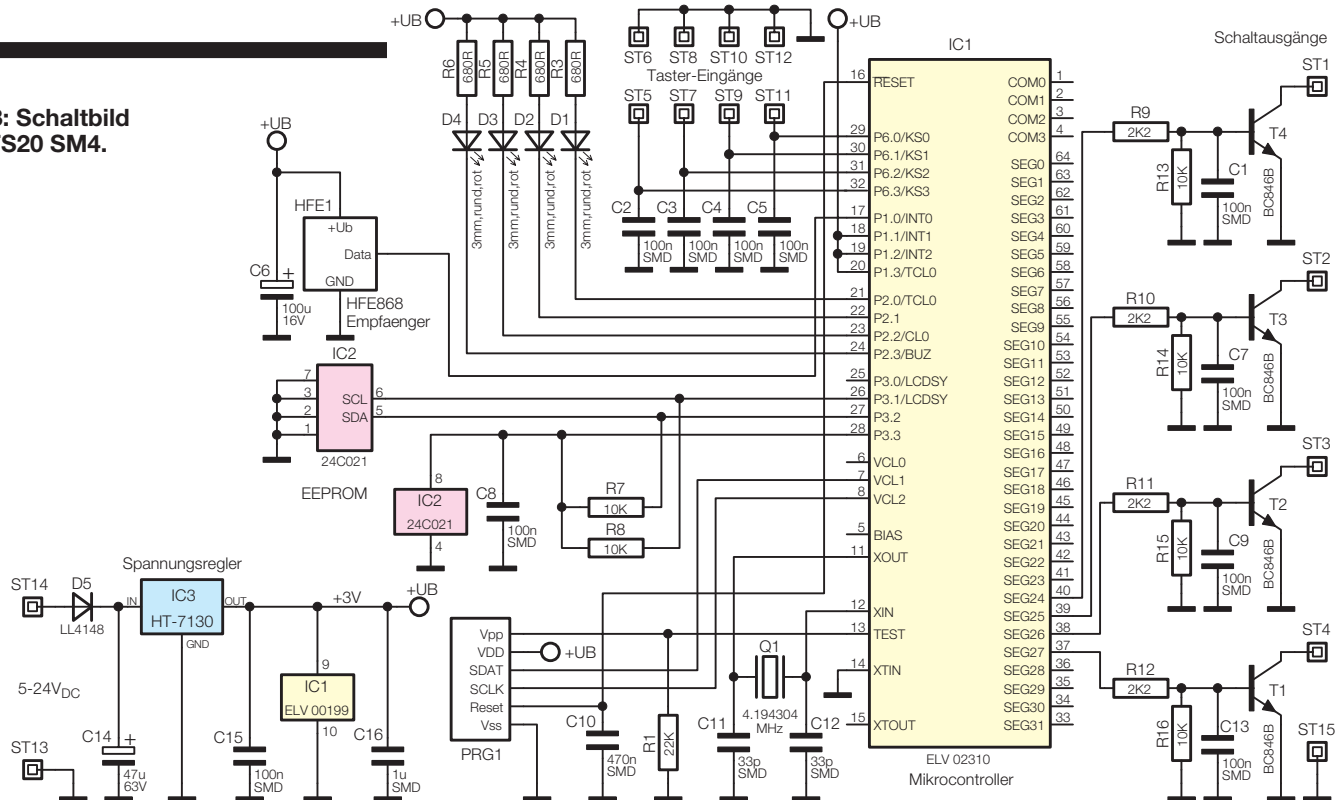 : Schaltbild
FS20 SM4.
+UB
R6
680R
R5
680R
R4
680R
R3
680R
D4
D3
D2
D1
3mm,rund,rot
3mm,rund,rot
3mm,rund,rot
3mm,rund,rot
ST6
ST8
ST10
ST12
Taster-Eingänge
ST5
ST7
ST9
ST11
C2
C3
C4
C5
100n
SMD
100n
SMD
100n
SMD
100n
SMD
+UB
+UB
HFE1
+Ub
Data
GND
HFE868
Empfaenger
C6
+
100u
16V
IC2
7
3
2
1
SCL
SDA
6
5
24C021
EEPROM
8
IC2
24C021
4
C8
100n
SMD
R7
10K
R8
10K
IC1
16 RESET
29 P6.0/KS0
30 P6.1/KS1
31 P6.2/KS2
32 P6.3/KS3
17 P1.0/INT0
18 P1.1/INT1
19 P1.2/INT2
20 P1.3/TCL0
21 P2.0/TCL0
22 P2.1
23 P2.2/CL0
24 P2.3/BUZ
25 P3.0/LCDSY
26 P3.1/LCDSY
27 P3.2
28 P3.3
6 VCL0
7 VCL1
8 VCL2
5 BIAS
11 XOUT
12 XIN
13 TEST
14 XTIN
15 XTOUT
COM0 1
COM1 2
COM2 3
COM3 4
SEG0 64
SEG1 63
SEG2 62
SEG3 61
SEG4 60
SEG5 59
SEG6 58
SEG7 57
SEG8 56
SEG9 55
SEG10 54
SEG11 53
SEG12 52
SEG13 51
SEG14 50
SEG15 49
SEG16 48
SEG17 47
SEG18 46
SEG19 45
SEG20 44
SEG21 43
SEG22 42
SEG23 41
SEG24 40
SEG25 39
SEG26 38
SEG27 37
SEG28 36
SEG29 35
SEG30 34
SEG31 33
ELV 02310
Mikrocontroller
Schaltausgänge
ST1
R9
2K2
R13
10K
C1
100n
SMD
T4
BC846B
ST2
R10
2K2
R14
10K
C7
100n
SMD
T3
BC846B
ST3
R11
2K2
R15
10K
C9
100n
SMD
T2
BC846B
ST4
R12
2K2
R16
10K
C13
100n
SMD
T1
BC846B
ST15
Spannungsregler
ST14
D5
LL4148
IN
IC3
HT-7130
OUT
GND
+3V
+UB
5-24VDC
ST13
C14
+
47u
63V
C15
100n
SMD
9
IC1
ELV 00199
10
C16
1u
SMD
Vpp
VDD
SDAT
SCLK
Reset
Vss
PRG1
+UB
C10
470n
SMD
R1
22K
C11
33p
SMD
Q1
4.194304
MHz
C12
33p
SMD